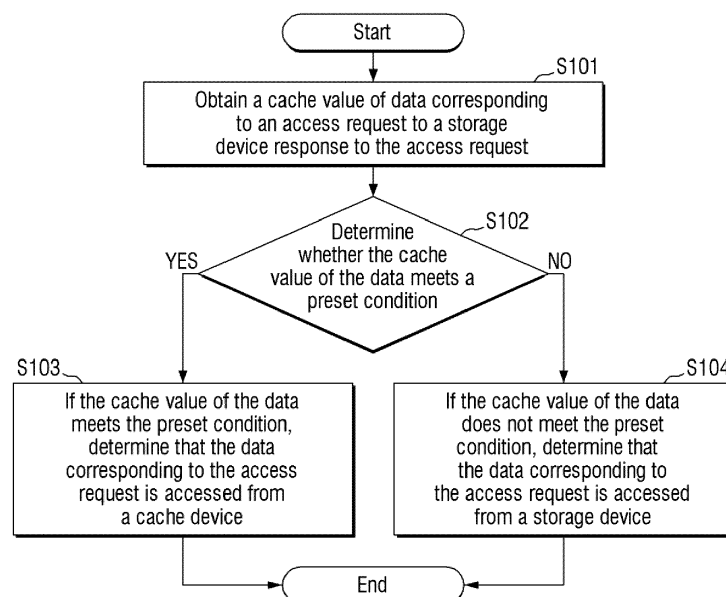 Start
S101
Obtain a cache value of data corresponding
to an access request to a storage
device response to the access request
S102
Determine
whether the cache
value of the data meets a
preset condition
YES
NO
S103
If the cache value of the data
meets the preset condition,
determine that the data
corresponding to the access
request is accessed from
a cache device
S104
If the cache value of the data
does not meet the preset
condition, determine that
the data corresponding to
the access request is accessed
from a storage device
End